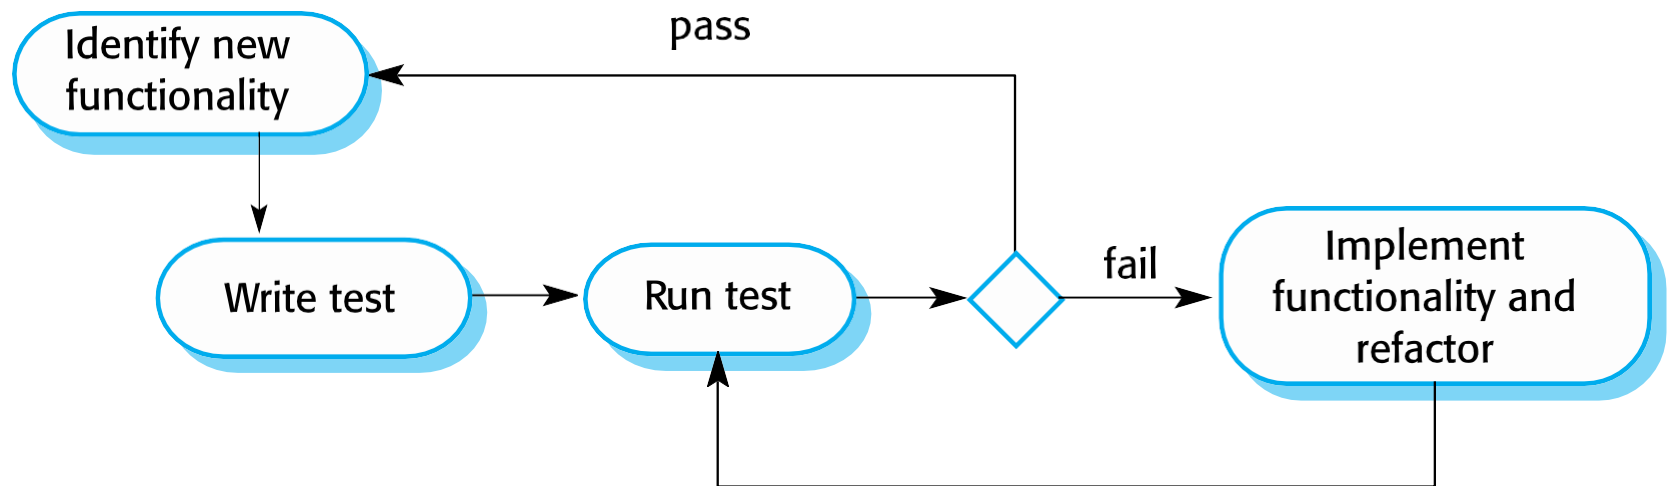 Identify new
functionality
pass
Write test
Run test
fail
Implement
functionality and
refactor